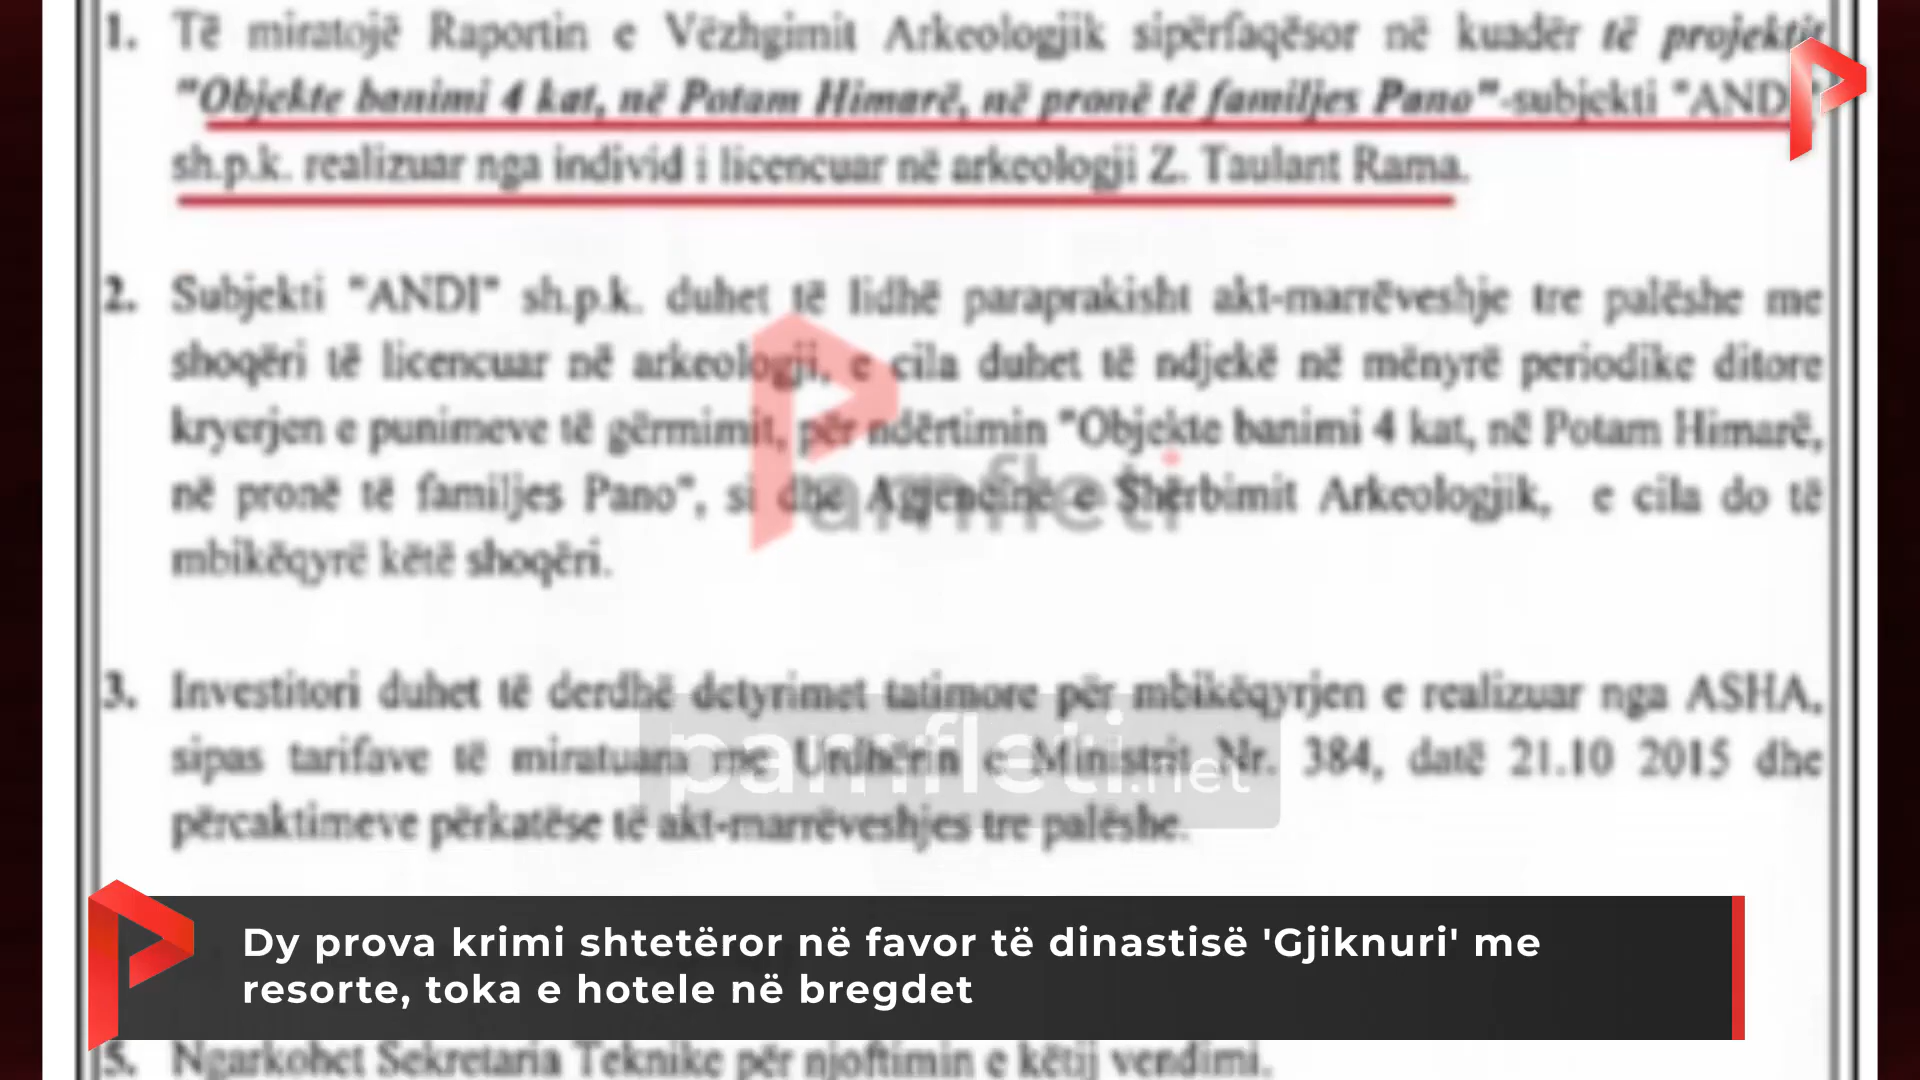 1. Të miratojë Raportin e Vëzhgimit Arkeologjik sipërfaqësor në kuadër të projektit
"Objekte banimi 4 kat, në Potam Himarë, në pronë të familjes Pano"-subjekti "ANDI"
sh.p.k. realizuar nga individ i licencuar në arkeologji Z. Taulant Rama.
2. Subjekti "ANDI" sh.p.k. duhet të lidhë paraprakisht akt-marrëveshje tre palëshe me
shoqëri të licencuar në arkeologji, e cila duhet të ndjekë në mënyrë periodike ditore
kryerjen e punimeve të gërmimit, për ndërtimin "Objekte banimi 4 kat, në Potam Himarë,
në pronë të familjes Pano", si dhe Agjencinë e Shërbimit Arkeologjik, e cila do të
mbikëqyrë këtë shoqëri.
Pamfleti
3. Investitori duhet të derdhë detyrimet tatimore për mbikëqyrjen e realizuar nga ASHA,
sipas tarifave të miratuara me Urdhërin e Ministrit Nr. 384, datë 21.10 2015 dhe
përcaktimeve përkatëse të akt-marrëveshjes tre palëshe.
pamfleti.net
Dy prova krimi shtetëror në favor të dinastisë 'Gjiknuri' me
resorte, toka e hotele në bregdet
5. Ngarkohet Sekretaria Teknike për njoftimin e këtij vendimi.